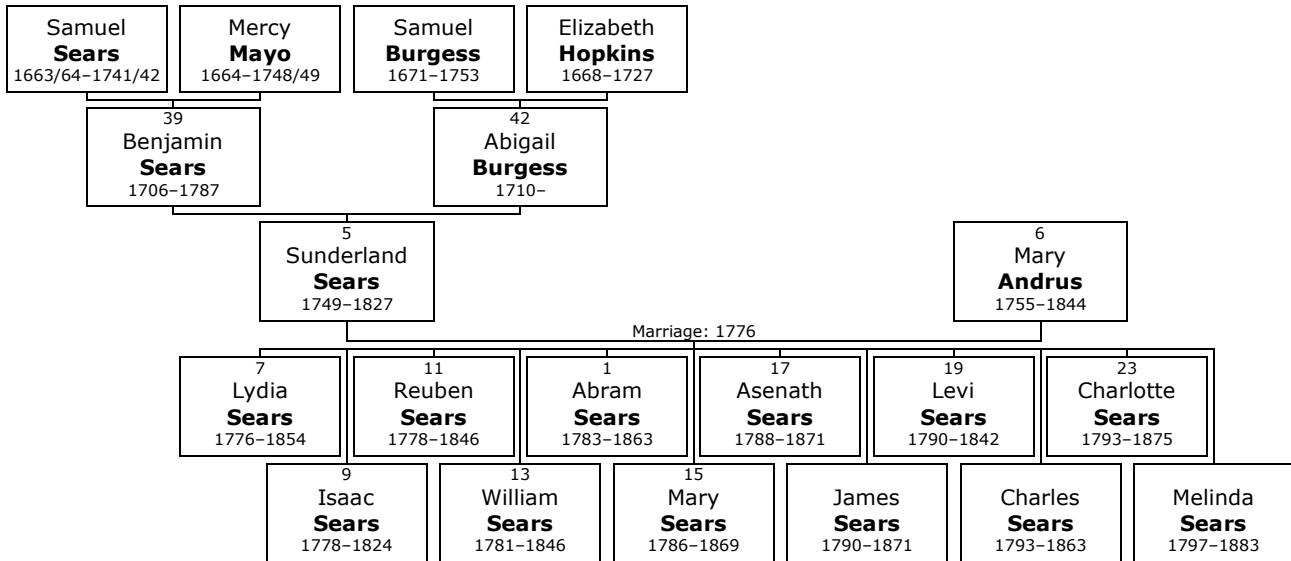 Samuel
Sears
1663/64–1741/42
Mercy
Mayo
1664–1748/49
Samuel
Burgess
1671–1753
Elizabeth
Hopkins
1668–1727
39
Benjamin
Sears
1706–1787
42
Abigail
Burgess
1710–
5
Sunderland
Sears
1749–1827
6
Mary
Andrus
1755–1844
Marriage: 1776
7
Lydia
Sears
1776–1854
11
Reuben
Sears
1778–1846
1
Abram
Sears
1783–1863
17
Asenath
Sears
1788–1871
19
Levi
Sears
1790–1842
23
Charlotte
Sears
1793–1875
9
Isaac
Sears
1778–1824
13
William
Sears
1781–1846
15
Mary
Sears
1786–1869
James
Sears
1790–1871
Charles
Sears
1793–1863
Melinda
Sears
1797–1883